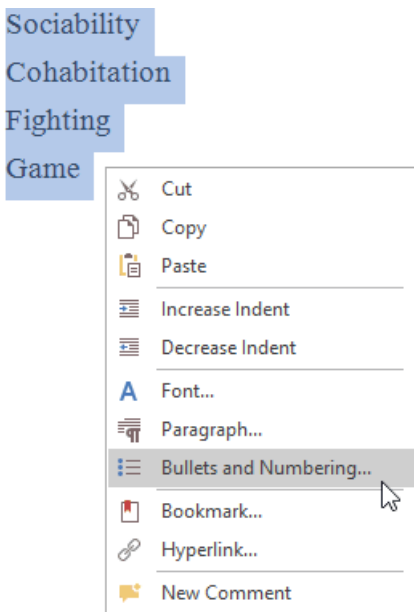 Sociability
Cohabitation
Fighting
Game
Cut
Copy
Paste
Increase Indent
Decrease Indent
Font...
Paragraph...
Bullets and Numbering...
Bookmark...
Hyperlink...
New Comment